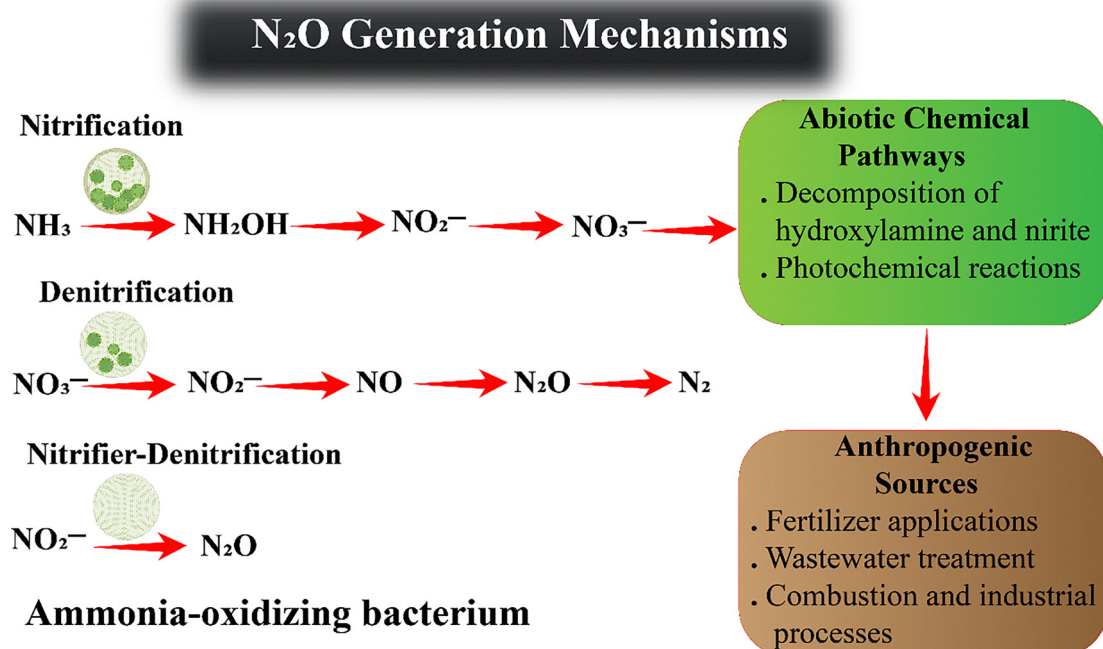 N₂O Generation Mechanisms
Nitrification
NH₃ NH₂OH NO₂⁻ NO₃⁻
Denitrification
NO₃⁻ NO₂⁻ NO N₂O N₂
Nitrifier-Denitrification
NO₂⁻ N₂O
Ammonia-oxidizing bacterium
Abiotic Chemical
Pathways
. Decomposition of
hydroxylamine and nirite
. Photochemical reactions
Anthropogenic
Sources
. Fertilizer applications
. Wastewater treatment
. Combustion and industrial
processes